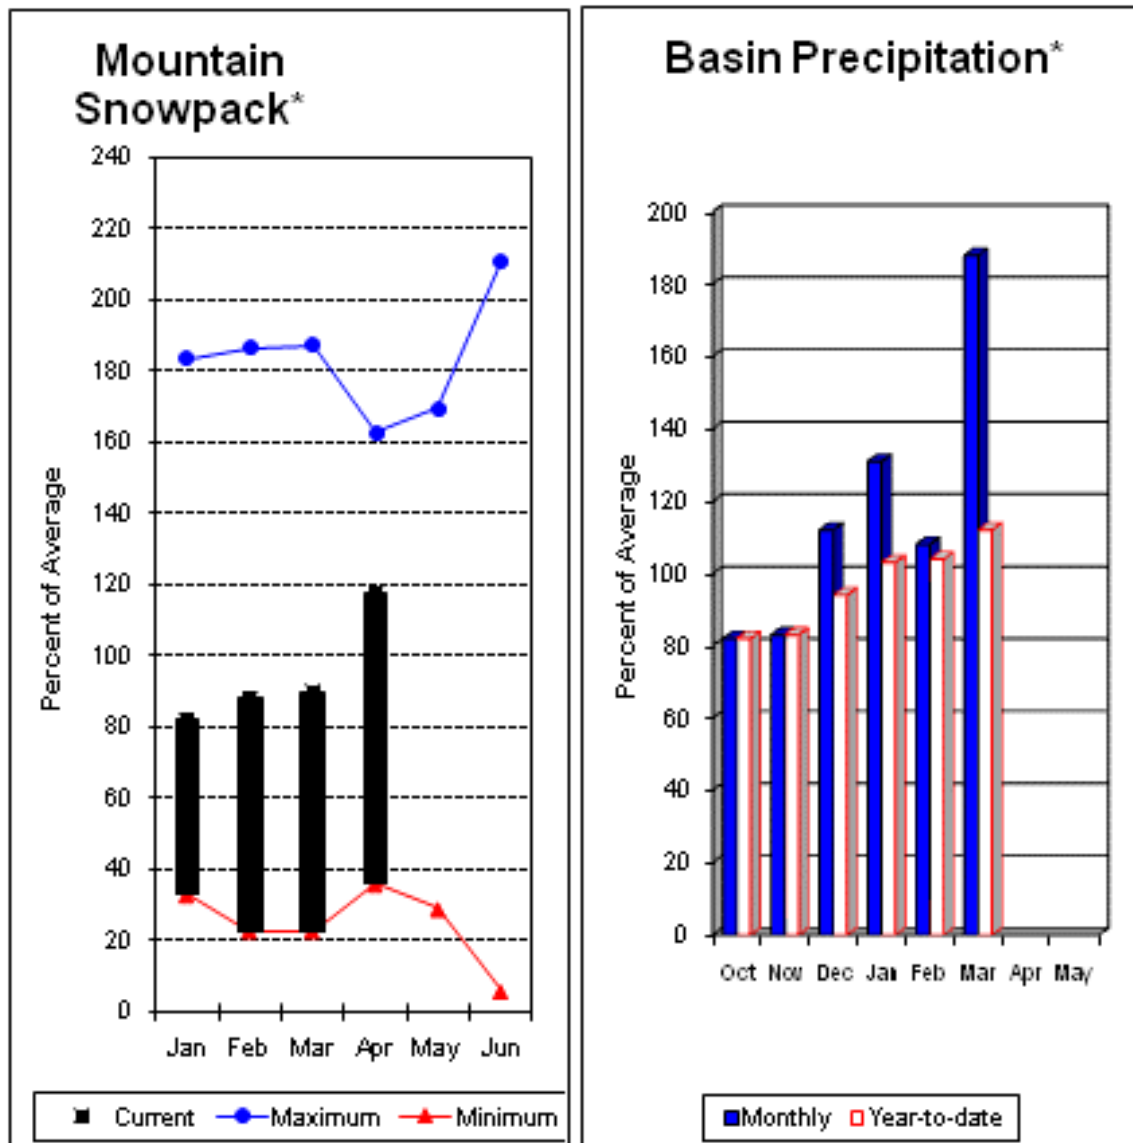 Mountain
Snowpack*
240
220
200
180
160
140
120
100
80
60
40
20
0
Percent of Average
Jan Feb Mar Apr May Jun
Current Maximum Minimum
Basin Precipitation*
200
180
160
140
120
100
80
60
40
20
0
Percent of Average
Oct Nov Dec Jan Feb Mar Apr May
Monthly Year-to-date